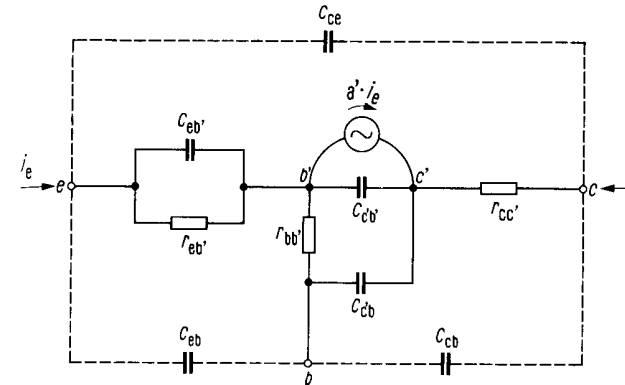 C_ce
a'·i_e
C_eb'
i_e
e
b'
c'
c
C_c'b'
r_cc'
r_eb'
r_bb'
C_c'b
C_eb
C_cb
b